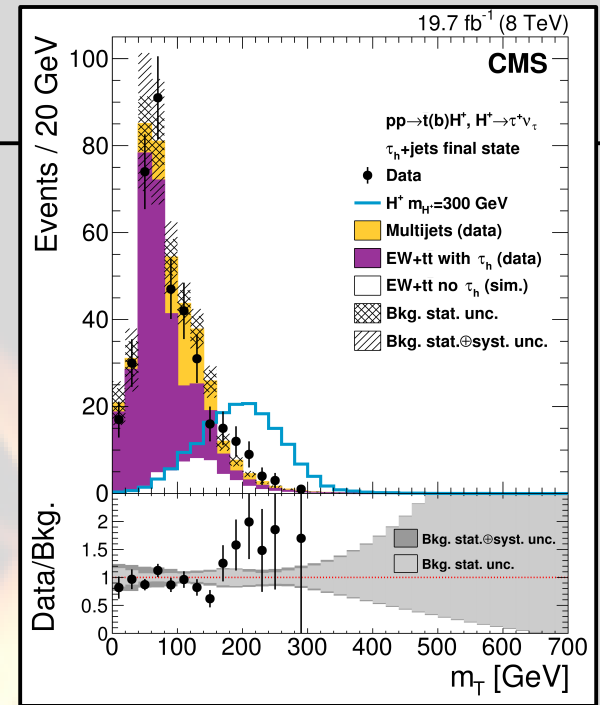 19.7 fb⁻¹ (8 TeV)
CMS
pp→t(b)H⁺, H⁺→τ⁺ν_τ
τ_h+jets final state
Data
H⁺ m_H⁺=300 GeV
Multijets (data)
EW+tt̄ with τ_h (data)
EW+tt̄ no τ_h (sim.)
Bkg. stat. unc.
Bkg. stat.⊕syst. unc.
Events / 20 GeV
100
80
60
40
20
0
Data/Bkg.
2
1.5
1
0.5
0
Bkg. stat.⊕syst. unc.
Bkg. stat. unc.
0 100 200 300 400 500 600 700
m_T [GeV]